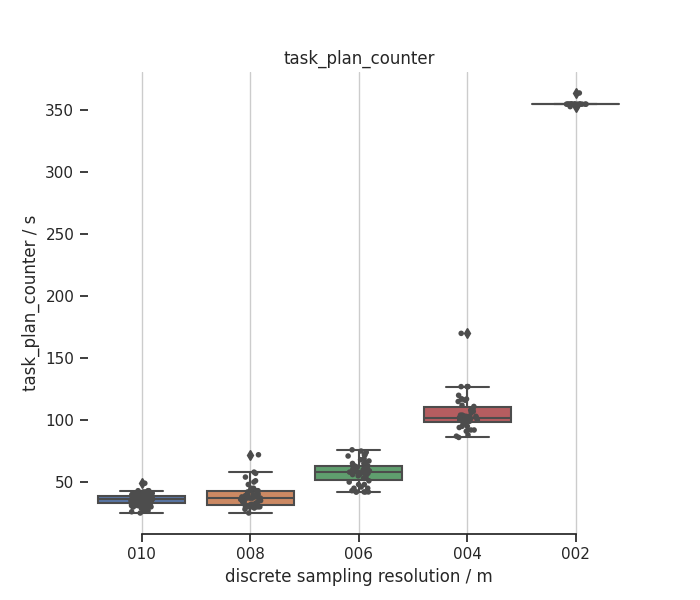 task_plan_counter
350
300
250
200
150
100
50
task_plan_counter / s
010 008 006 004 002
discrete sampling resolution / m